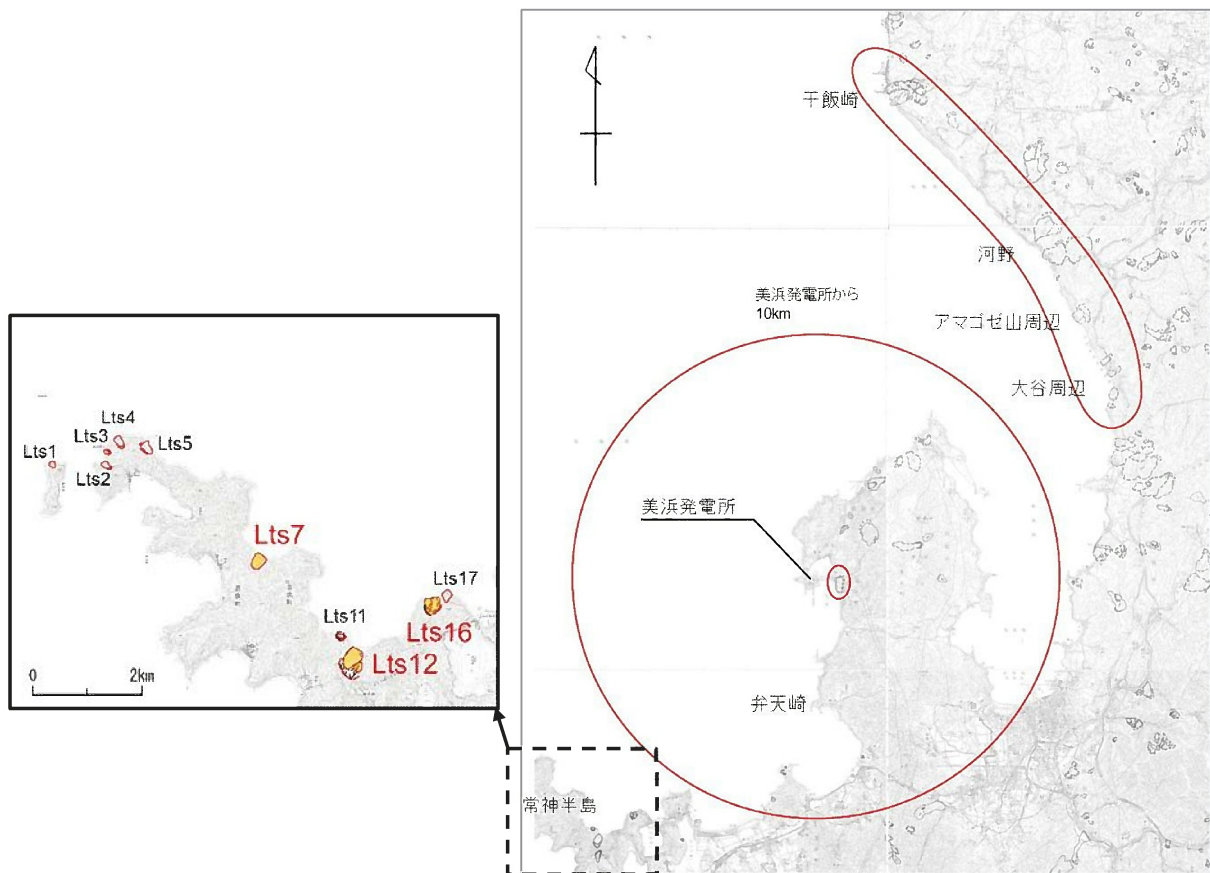 干飯崎
河野
美浜発電所から
10km
アマゴゼ山周辺
大谷周辺
美浜発電所
弁天崎
常神半島
Lts4
Lts3
Lts5
Lts1
Lts2
Lts7
Lts17
Lts11
Lts16
Lts12
0
2km